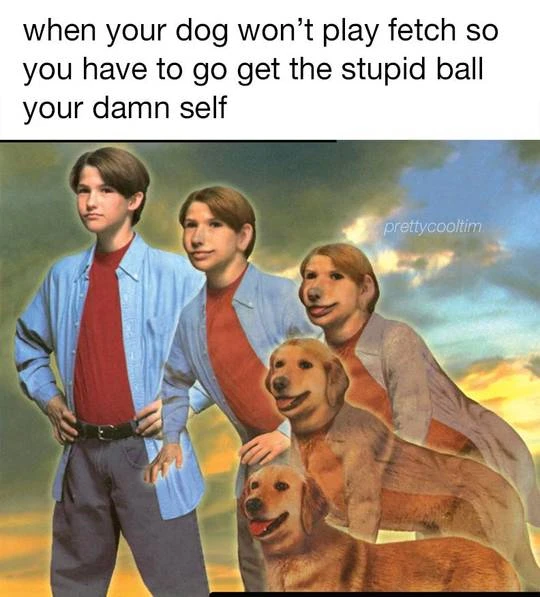 when your dog won’t play fetch so
you have to go get the stupid ball
your damn self
prettycooltim